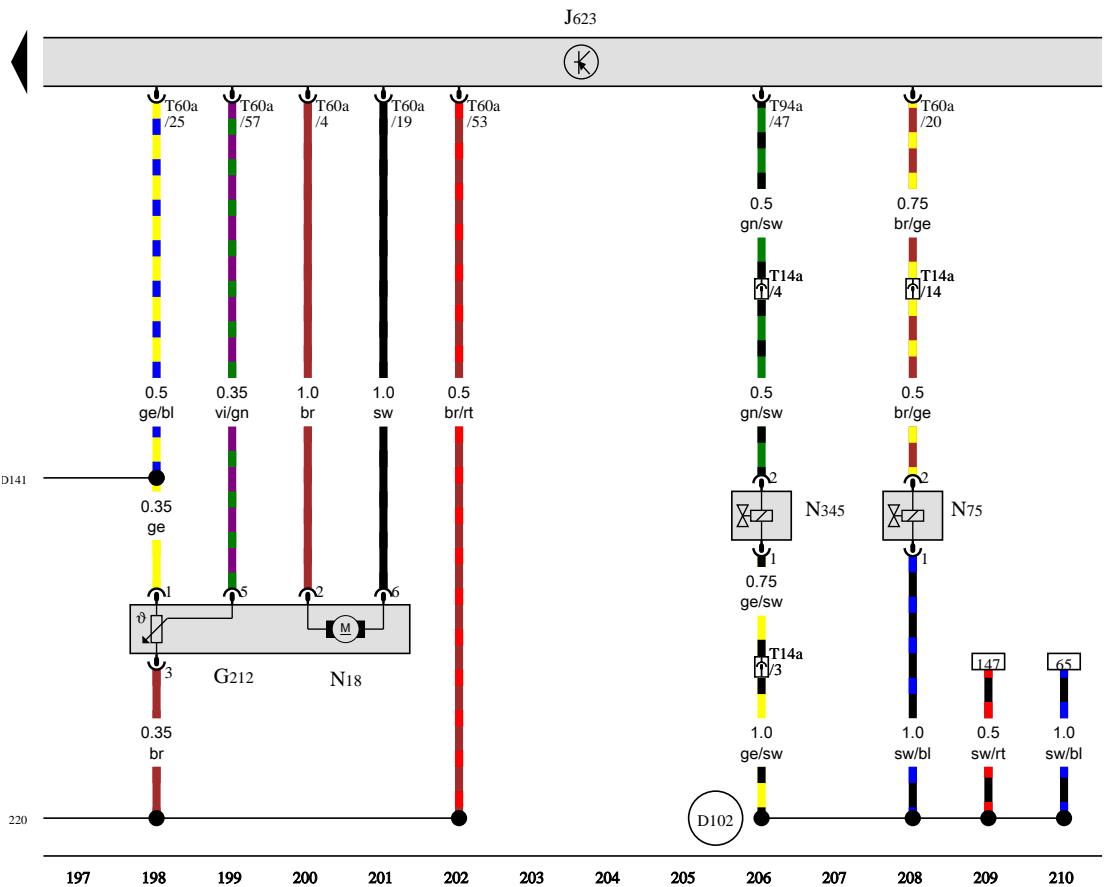 J623
T60a
/25
T60a
/57
T60a
/4
T60a
/19
T60a
/53
T94a
/47
T60a
/20
0.5
gn/sw
0.75
br/ge
T14a
/4
T14a
/14
0.5
ge/bl
0.35
vi/gn
1.0
br
1.0
sw
0.5
br/rt
0.5
gn/sw
0.5
br/ge
D141
2
2
0.35
ge
N345
N75
1
1
0.75
ge/sw
1
5
2
6
ϑ
M
T14a
/3
147
65
3
G212
N18
0.35
br
1.0
ge/sw
1.0
sw/bl
0.5
sw/rt
1.0
sw/bl
220
D102
197 198 199 200 201 202 203 204 205 206 207 208 209 210